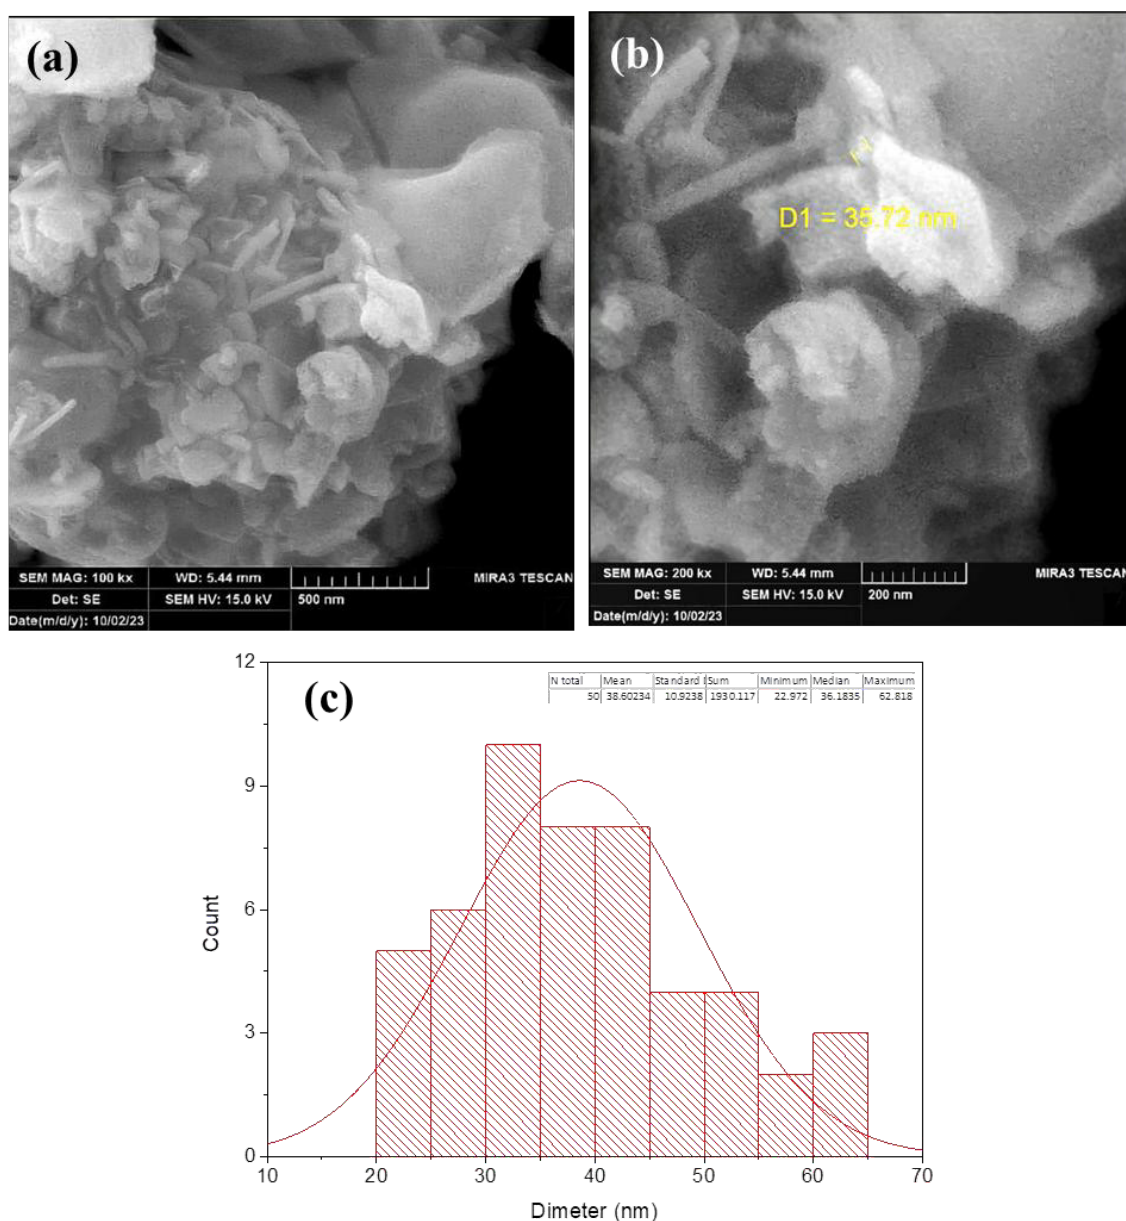 (a)
SEM MAG: 100 kx
WD: 5.44 mm
MIRA3 TESCAN
Det: SE
SEM HV: 15.0 kV
500 nm
Date(m/d/y): 10/02/23
(b)
D1 = 35.72 nm
SEM MAG: 200 kx
WD: 5.44 mm
MIRA3 TESCAN
Det: SE
SEM HV: 15.0 kV
200 nm
Date(m/d/y): 10/02/23
(c)
N total Mean Standard Sum Minimum Median Maximum
50 38.60234 10.9238 1930.117 22.972 36.1835 62.818
12
9
6
3
0
Count
10 20 30 40 50 60 70
Dimeter (nm)